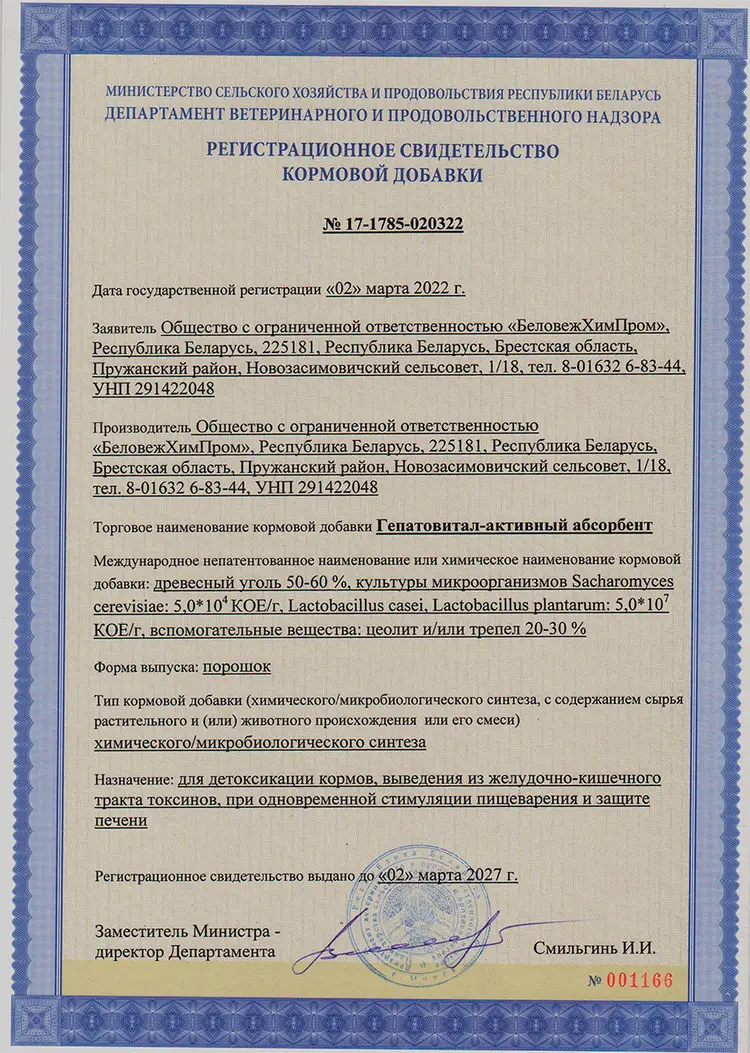 МИНИСТЕРСТВО СЕЛЬСКОГО ХОЗЯЙСТВА И ПРОДОВОЛЬСТВИЯ РЕСПУБЛИКИ БЕЛАРУСЬ
ДЕПАРТАМЕНТ ВЕТЕРИНАРНОГО И ПРОДОВОЛЬСТВЕННОГО НАДЗОРА
РЕГИСТРАЦИОННОЕ СВИДЕТЕЛЬСТВО
КОРМОВОЙ ДОБАВКИ
№ 17-1785-020322
Дата государственной регистрации «02» марта 2022 г.
Заявитель Общество с ограниченной ответственностью «БеловежХимПром»,
Республика Беларусь, 225181, Республика Беларусь, Брестская область,
Пружанский район, Новозасимовичский сельсовет, 1/18, тел. 8-01632 6-83-44,
УНП 291422048
Производитель Общество с ограниченной ответственностью
«БеловежХимПром», Республика Беларусь, 225181, Республика Беларусь,
Брестская область, Пружанский район, Новозасимовичский сельсовет, 1/18,
тел. 8-01632 6-83-44, УНП 291422048
Торговое наименование кормовой добавки Гепатовитал-активный абсорбент
Международное непатентованное наименование или химическое наименование кормовой
добавки: древесный уголь 50-60 %, культуры микроорганизмов Sacharomyces
cerevisiae: 5,0*10⁴ КОЕ/г, Lactobacillus casei, Lactobacillus plantarum: 5,0*10⁷
КОЕ/г, вспомогательные вещества: цеолит и/или трепел 20-30 %
Форма выпуска: порошок
Тип кормовой добавки (химического/микробиологического синтеза, с содержанием сырья
растительного и (или) животного происхождения или его смеси)
химического/микробиологического синтеза
Назначение: для детоксикации кормов, выведения из желудочно-кишечного
тракта токсинов, при одновременной стимуляции пищеварения и защите
печени
Регистрационное свидетельство выдано до «02» марта 2027 г.
Заместитель Министра -
директор Департамента
Смильгинь И.И.
№ 001166